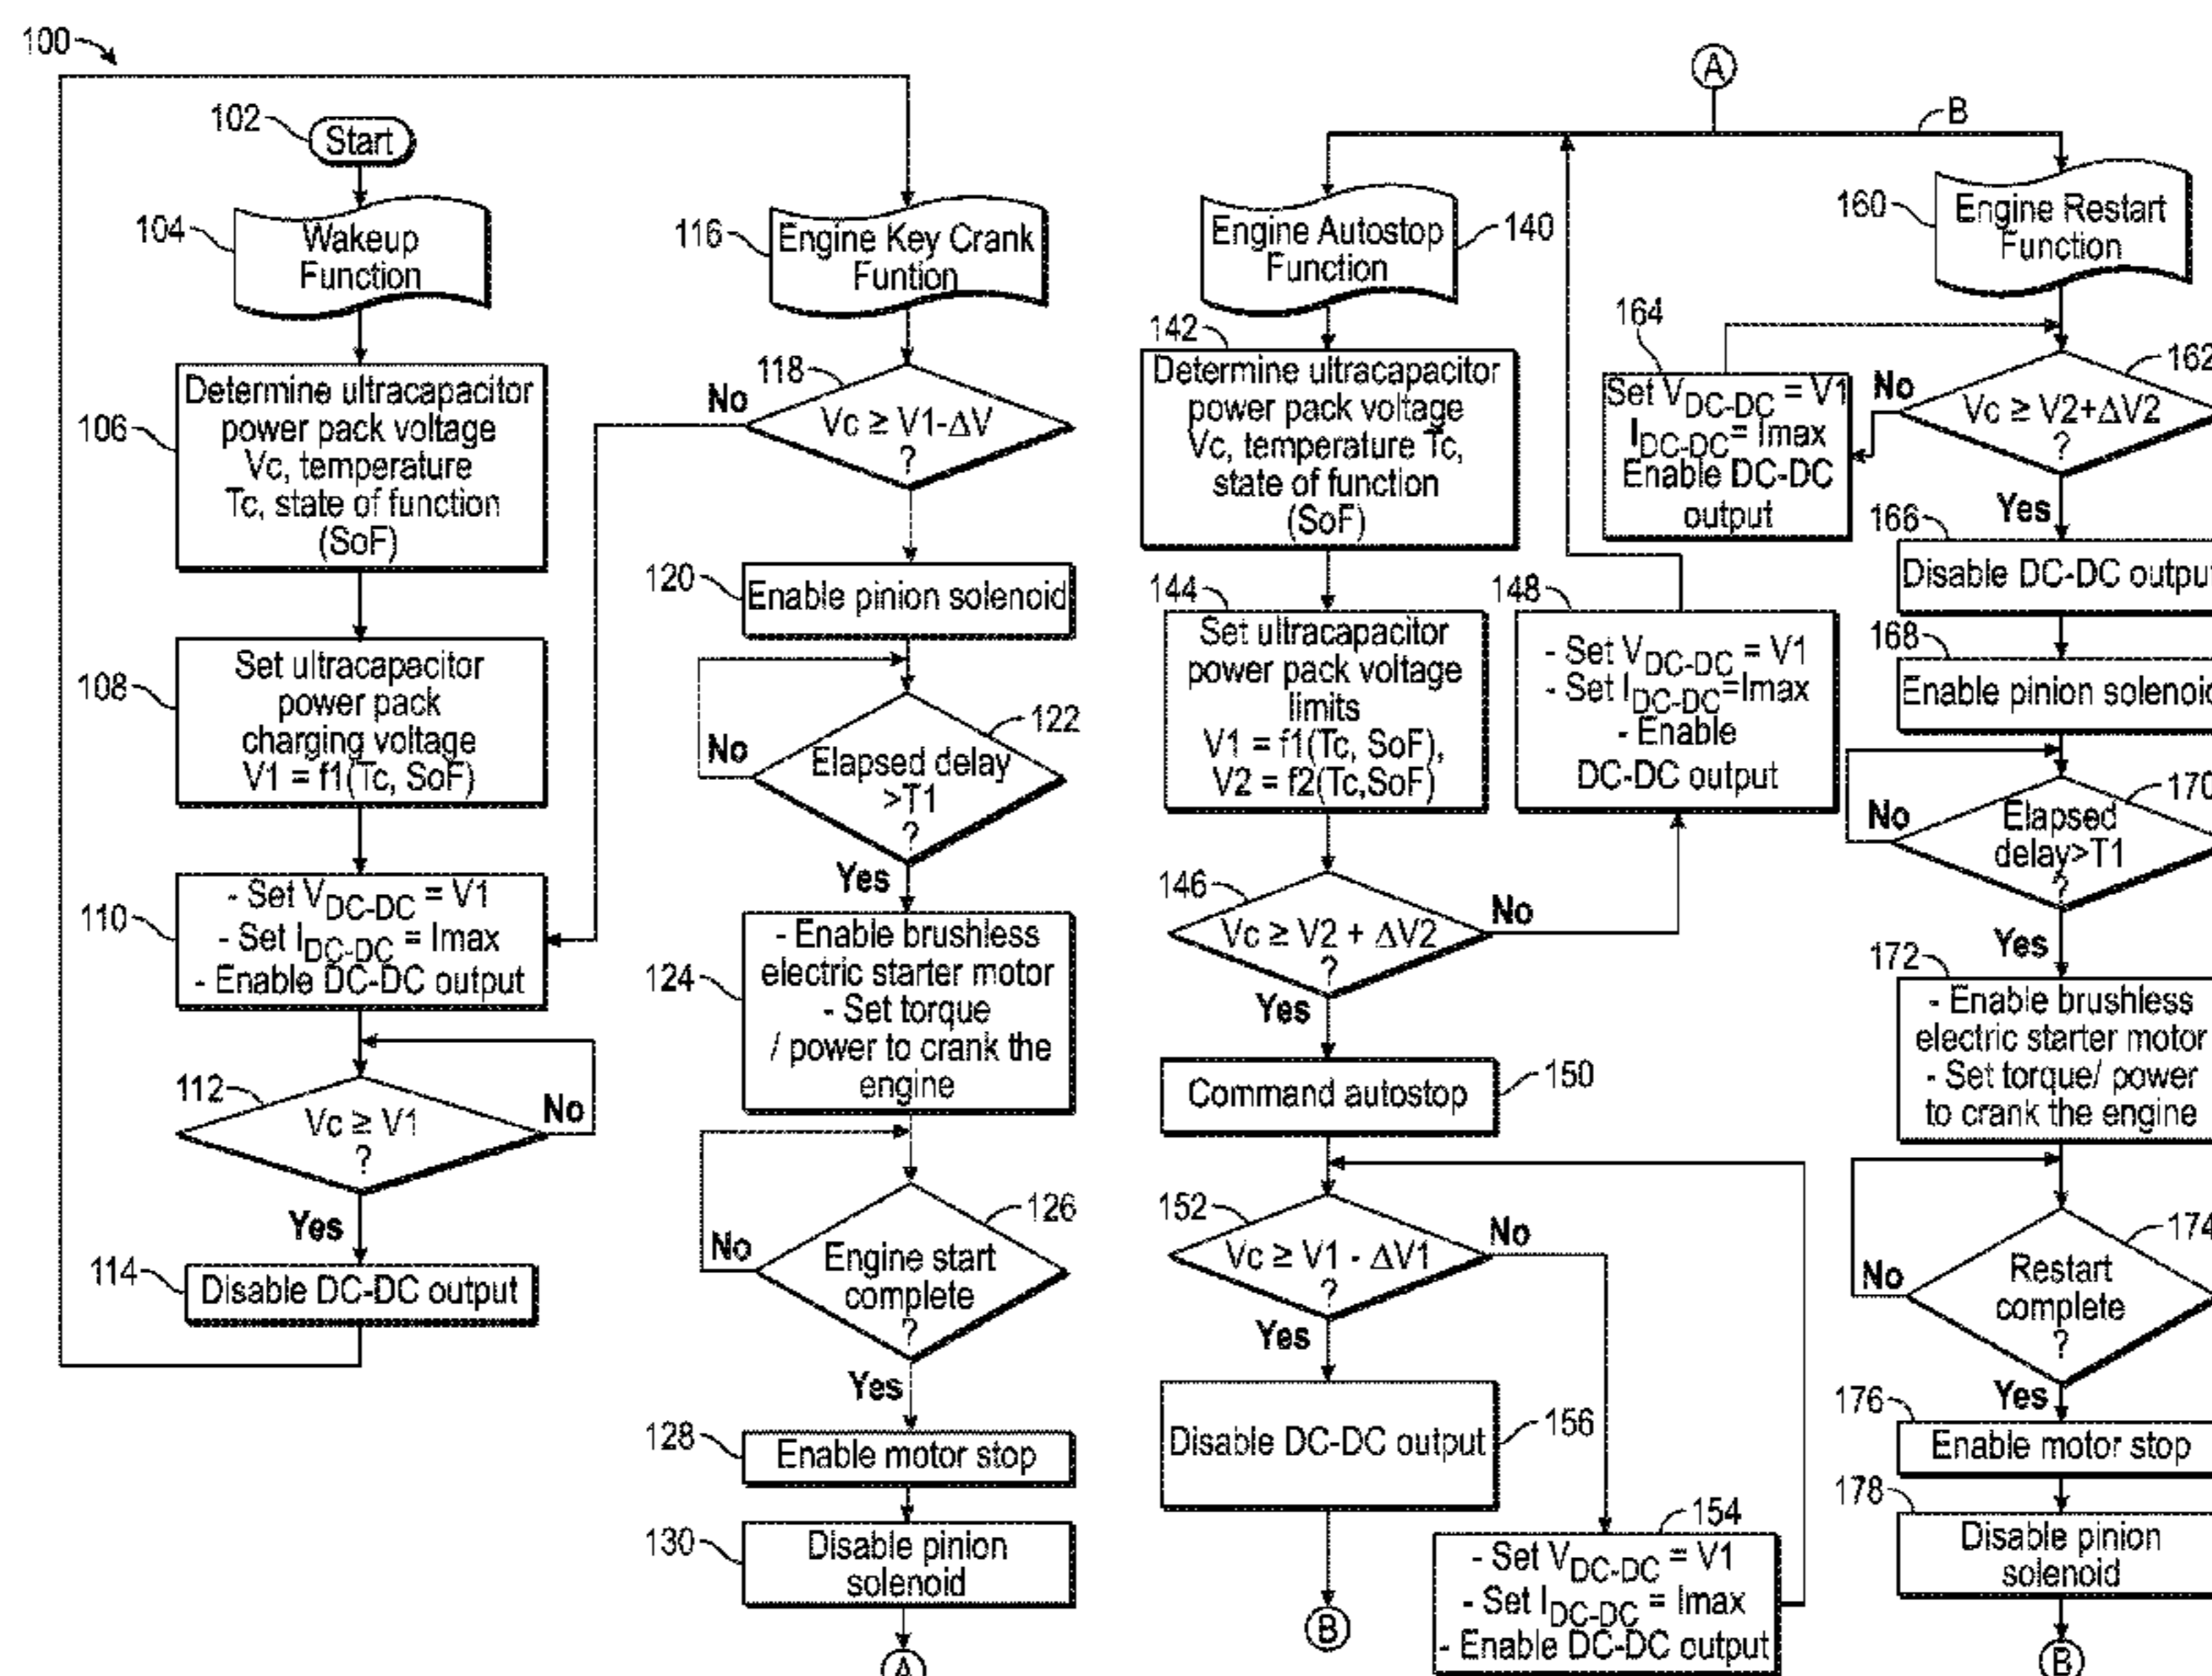 100
102
Start
104
Wakeup
Function
106
Determine ultracapacitor
power pack voltage
Vc, temperature
Tc, state of function
(SoF)
108
Set ultracapacitor
power pack
charging voltage
V1 = f1(Tc, SoF)
110
- Set VDC-DC = V1
- Set IDC-DC = Imax
- Enable DC-DC output
112
Vc ≥ V1
?
No
Yes
114
Disable DC-DC output
116
Engine Key Crank
Funtion
118
No
Vc ≥ V1-ΔV
?
120
Enable pinion solenoid
122
No
Elapsed delay
>T1
?
Yes
124
- Enable brushless
electric starter motor
- Set torque
/ power to crank the
engine
126
No
Engine start
complete
?
Yes
128
Enable motor stop
130
Disable pinion
solenoid
A
A
B
Engine Autostop
Function
140
142
Determine ultracapacitor
power pack voltage
Vc, temperature Tc,
state of function
(SoF)
144
Set ultracapacitor
power pack voltage
limits
V1 = f1(Tc, SoF),
V2 = f2(Tc,SoF)
146
Vc ≥ V2 + ΔV2
?
No
Yes
148
- Set VDC-DC = V1
- Set IDC-DC=Imax
- Enable
DC-DC output
Command autostop
150
152
Vc ≥ V1 - ΔV1
?
No
Yes
Disable DC-DC output
156
B
154
- Set VDC-DC = V1
- Set IDC-DC = Imax
- Enable DC-DC output
160
Engine Restart
Function
162
Vc ≥ V2+ΔV2
?
No
Yes
164
Set VDC-DC = V1
IDC-DC= Imax
Enable DC-DC
output
166
Disable DC-DC output
168
Enable pinion solenoid
170
No
Elapsed
delay>T1
?
Yes
172
- Enable brushless
electric starter motor
- Set torque/ power
to crank the engine
174
No
Restart
complete
?
Yes
176
Enable motor stop
178
Disable pinion
solenoid
B